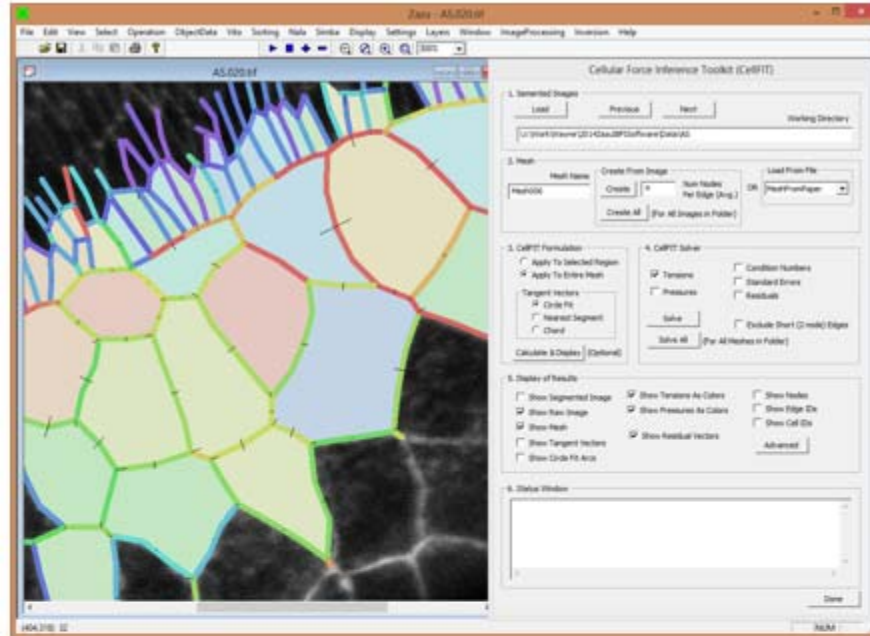 Zazu - AS.020.tif
File Edit View Select Operation ObjectData Vito Sorting Nala Simba Display Settings Layers Window ImageProcessing Inversion Help
AS.020.tif
Cellular Force Inference Toolkit (CellFIT)
1. Semented Images
Load Previous Next
Working Directory
2. Mesh
Mesh Name
Mesh006
Create From Image
Create 4 Num Nodes Per Edge (Avg.)
Create All (For All Images in Folder)
OR
Load From File
MeshFromPaper
3. CellFIT Formulation
Apply To Selected Region
Apply To Entire Mesh
Tangent Vectors
Circle Fit
Nearest Segment
Chord
Calculate & Display (Optional)
4. CellFIT Solver
Tensions
Pressures
Condition Numbers
Standard Errors
Residuals
Solve
Exclude Short (2 node) Edges
Solve All (For All Meshes in Folder)
5. Display of Results
Show Segmented Image
Show Raw Image
Show Mesh
Show Tangent Vectors
Show Circle Fit Arcs
Show Tensions As Colors
Show Pressures As Colors
Show Residual Vectors
Show Nodes
Show Edge IDs
Show Cell IDs
Advanced
6. Status Window
Done
NUM